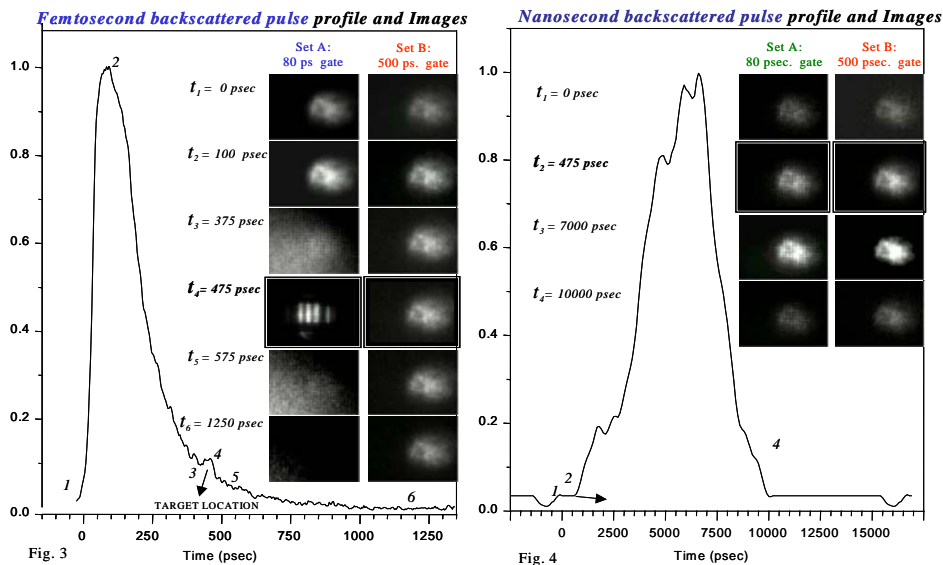 Femtosecond backscattered pulse profile and Images
Set A:
80 ps gate
Set B:
500 ps. gate
1.0
0.8
0.6
0.4
0.2
0.0
t1 = 0 psec
t2 = 100 psec
t3 = 375 psec
t4= 475 psec
t5 = 575 psec
t6 = 1250 psec
1
2
3
4
5
6
TARGET LOCATION
0 250 500 750 1000 1250
Time (psec)
Fig. 3
Nanosecond backscattered pulse profile and Images
Set A:
80 psec. gate
Set B:
500 psec. gate
1.0
0.8
0.6
0.4
0.2
0.0
t1 = 0 psec
t2 = 475 psec
t3 = 7000 psec
t4= 10000 psec
1
2
4
0 2500 5000 7500 10000 12500 15000
Time (psec)
Fig. 4